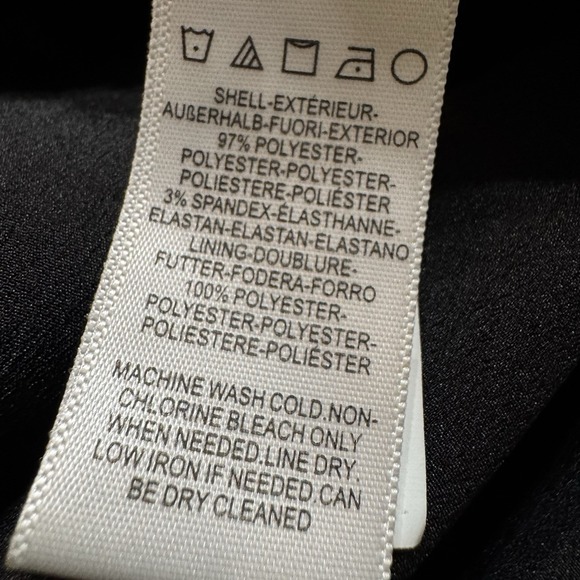 SHELL-EXTÉRIEUR-
AUßERHALB-FUORI-EXTERIOR
97% POLYESTER-
POLYESTER-POLYESTER-
POLIESTERE-POLIÉSTER
3% SPANDEX-ÉLASTHANNE-
ELASTAN-ELASTAN-ELASTANO
LINING-DOUBLURE-
FUTTER-FODERA-FORRO
100% POLYESTER-
POLYESTER-POLYESTER-
POLIESTERE-POLIÉSTER
MACHINE WASH COLD.NON-
CHLORINE BLEACH ONLY
WHEN NEEDED.LINE DRY.
LOW IRON IF NEEDED.CAN
BE DRY CLEANED